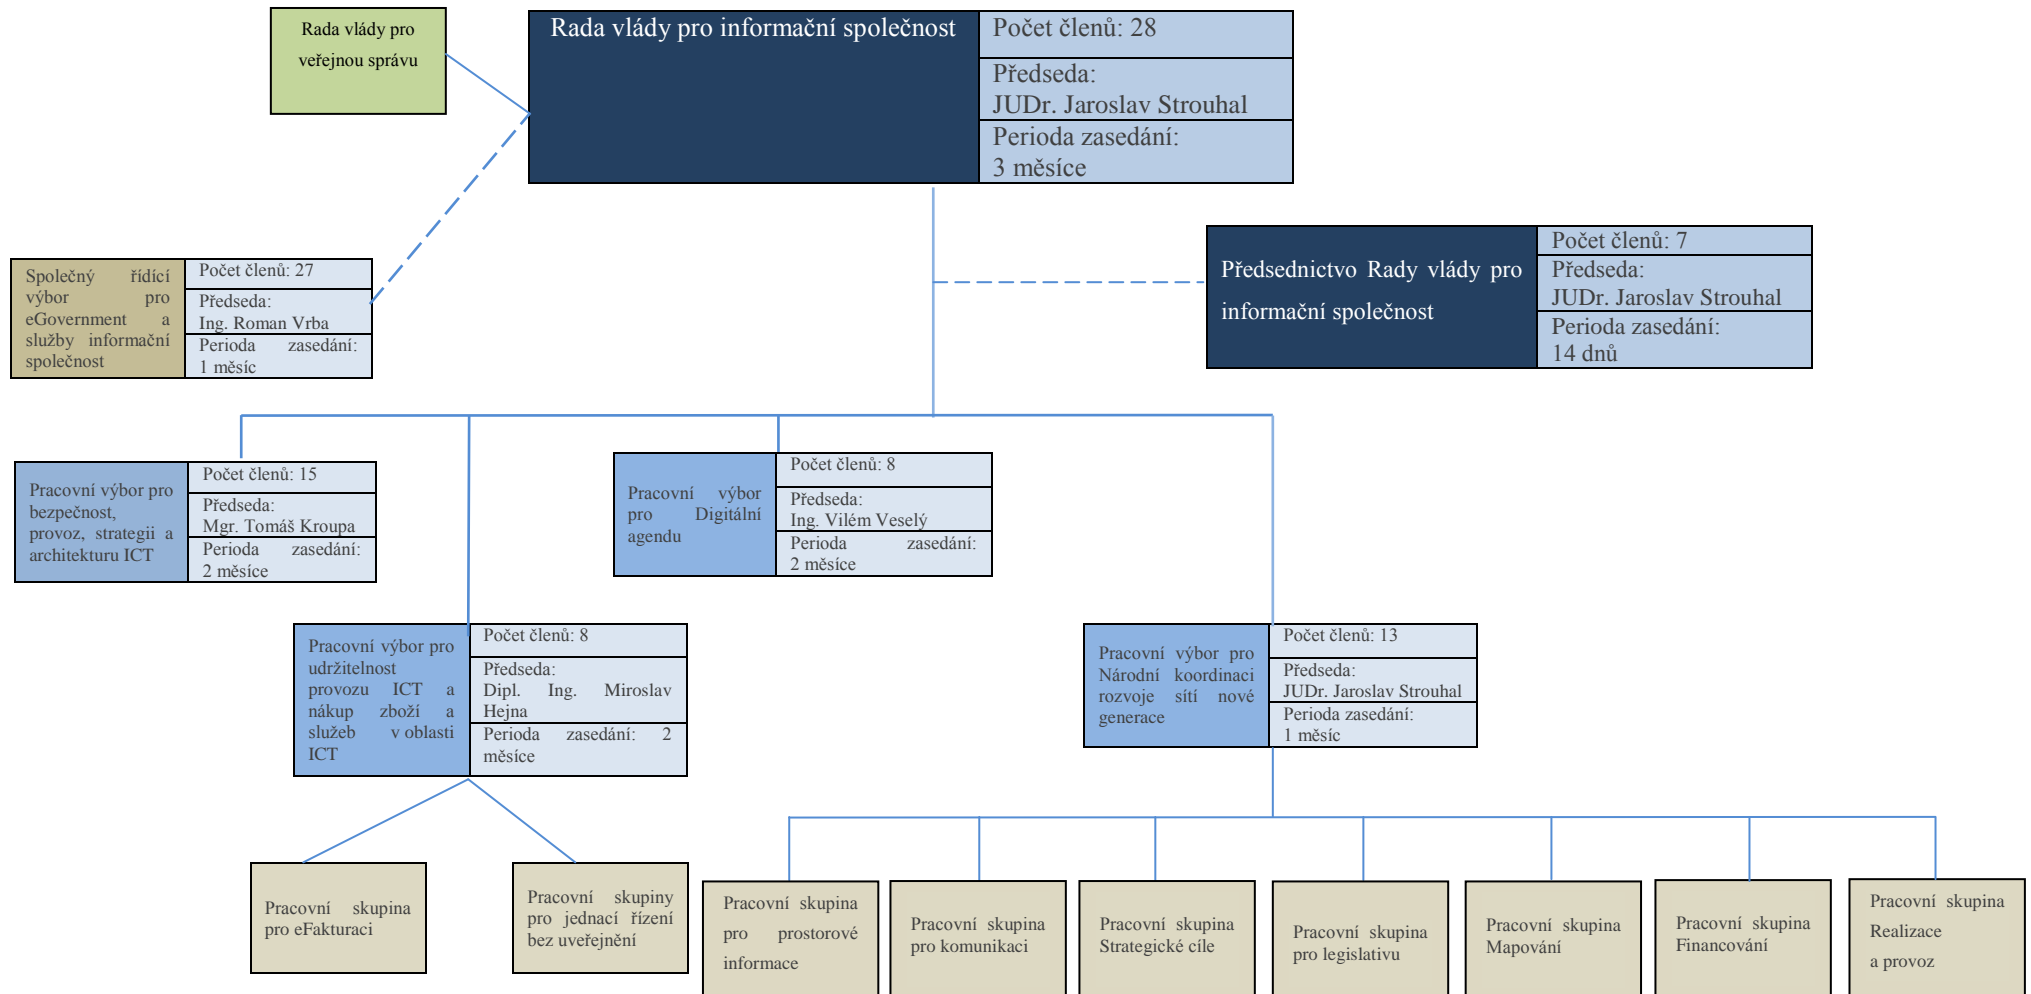 Rada vlády pro
veřejnou správu
Rada vlády pro informační společnost
Počet členů: 28
Předseda:
JUDr. Jaroslav Strouhal
Perioda zasedání:
3 měsíce
Předsednictvo Rady vlády pro
informační společnost
Počet členů: 7
Předseda:
JUDr. Jaroslav Strouhal
Perioda zasedání:
14 dnů
Společný řídící
výbor pro
eGovernment a
služby informační
společnost
Počet členů: 27
Předseda:
Ing. Roman Vrba
Perioda zasedání:
1 měsíc
Pracovní výbor pro
bezpečnost,
provoz, strategii a
architekturu ICT
Počet členů: 15
Předseda:
Mgr. Tomáš Kroupa
Perioda zasedání:
2 měsíce
Pracovní výbor
pro Digitální
agendu
Počet členů: 8
Předseda:
Ing. Vilém Veselý
Perioda zasedání:
2 měsíce
Pracovní výbor pro
udržitelnost
provozu ICT a
nákup zboží a
služeb v oblasti
ICT
Počet členů: 8
Předseda:
Dipl. Ing. Miroslav
Hejna
Perioda zasedání: 2
měsíce
Pracovní výbor pro
Národní koordinaci
rozvoje sítí nové
generace
Počet členů: 13
Předseda:
JUDr. Jaroslav Strouhal
Perioda zasedání:
1 měsíc
Pracovní skupina
pro eFakturaci
Pracovní skupiny
pro jednací řízení
bez uveřejnění
Pracovní skupina
pro prostorové
informace
Pracovní skupina
pro komunikaci
Pracovní skupina
Strategické cíle
Pracovní skupina
pro legislativu
Pracovní skupina
Mapování
Pracovní skupina
Financování
Pracovní skupina
Realizace
a provoz